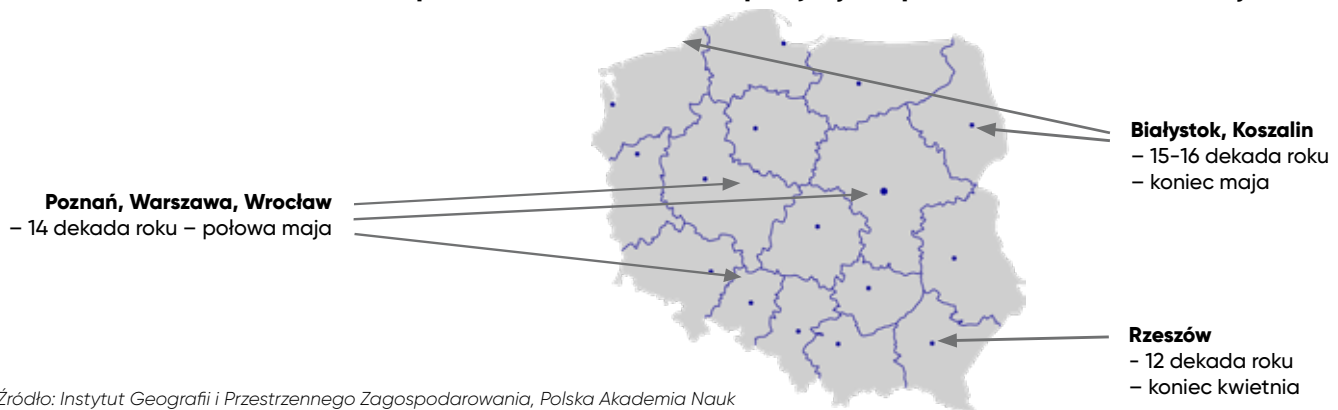 Białystok, Koszalin
– 15-16 dekada roku
– koniec maja
Poznań, Warszawa, Wrocław
– 14 dekada roku – połowa maja
Rzeszów
- 12 dekada roku
– koniec kwietnia
Źródło: Instytut Geografii i Przestrzennego Zagospodarowania, Polska Akademia Nauk